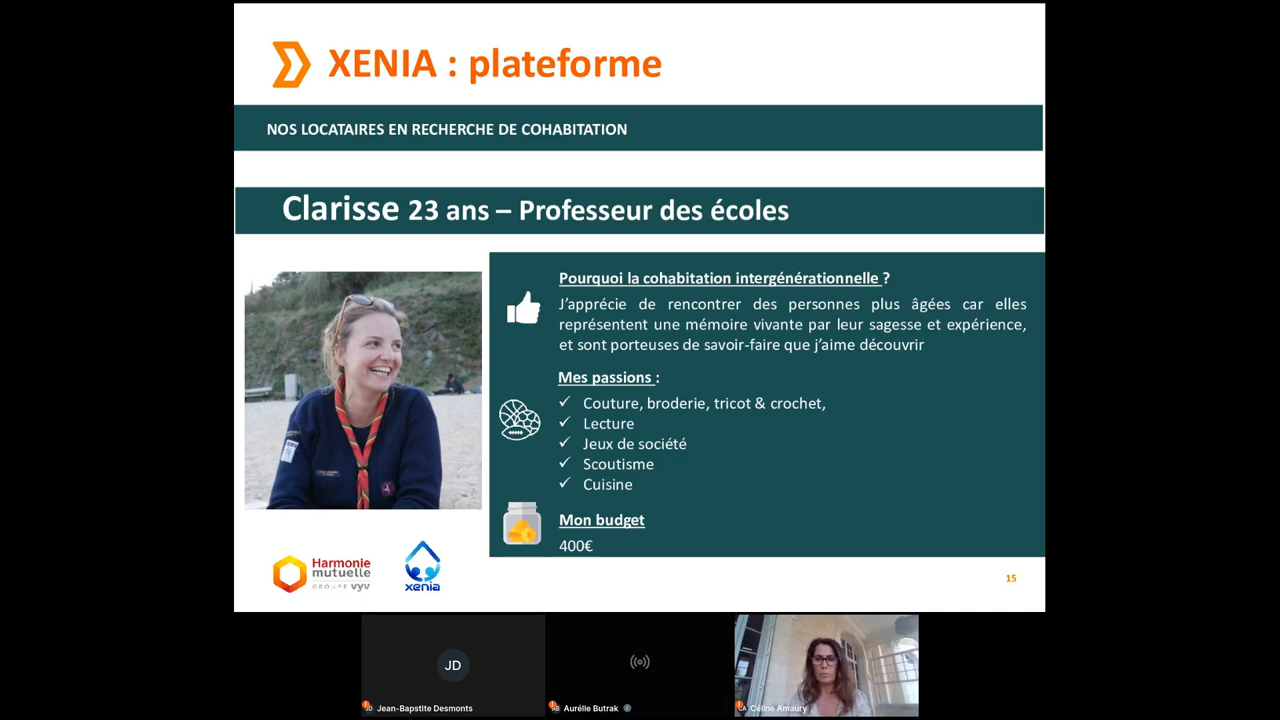 XENIA : plateforme
NOS LOCATAIRES EN RECHERCHE DE COHABITATION
Clarisse 23 ans – Professeur des écoles
Pourquoi la cohabitation intergénérationnelle ?
J’apprécie de rencontrer des personnes plus âgées car elles
représentent une mémoire vivante par leur sagesse et expérience,
et sont porteuses de savoir-faire que j’aime découvrir
Mes passions :
Couture, broderie, tricot & crochet,
Lecture
Jeux de société
Scoutisme
Cuisine
Mon budget
400€
Harmonie
mutuelle
GROUPE vyv
xenia
15
JD
Jean-Bapstite Desmonts
Aurélie Butrak
Céline Amaury